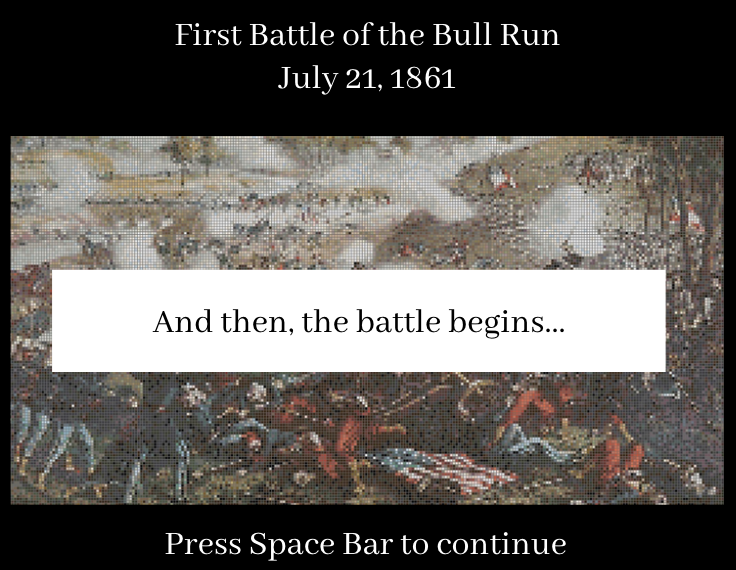 First Battle of the Bull Run
July 21, 1861
And then, the battle begins...
Press Space Bar to continue